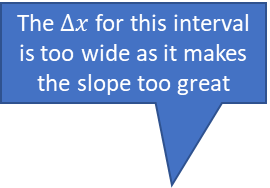 The Δ𝑥 for this interval
is too wide as it makes
the slope too great